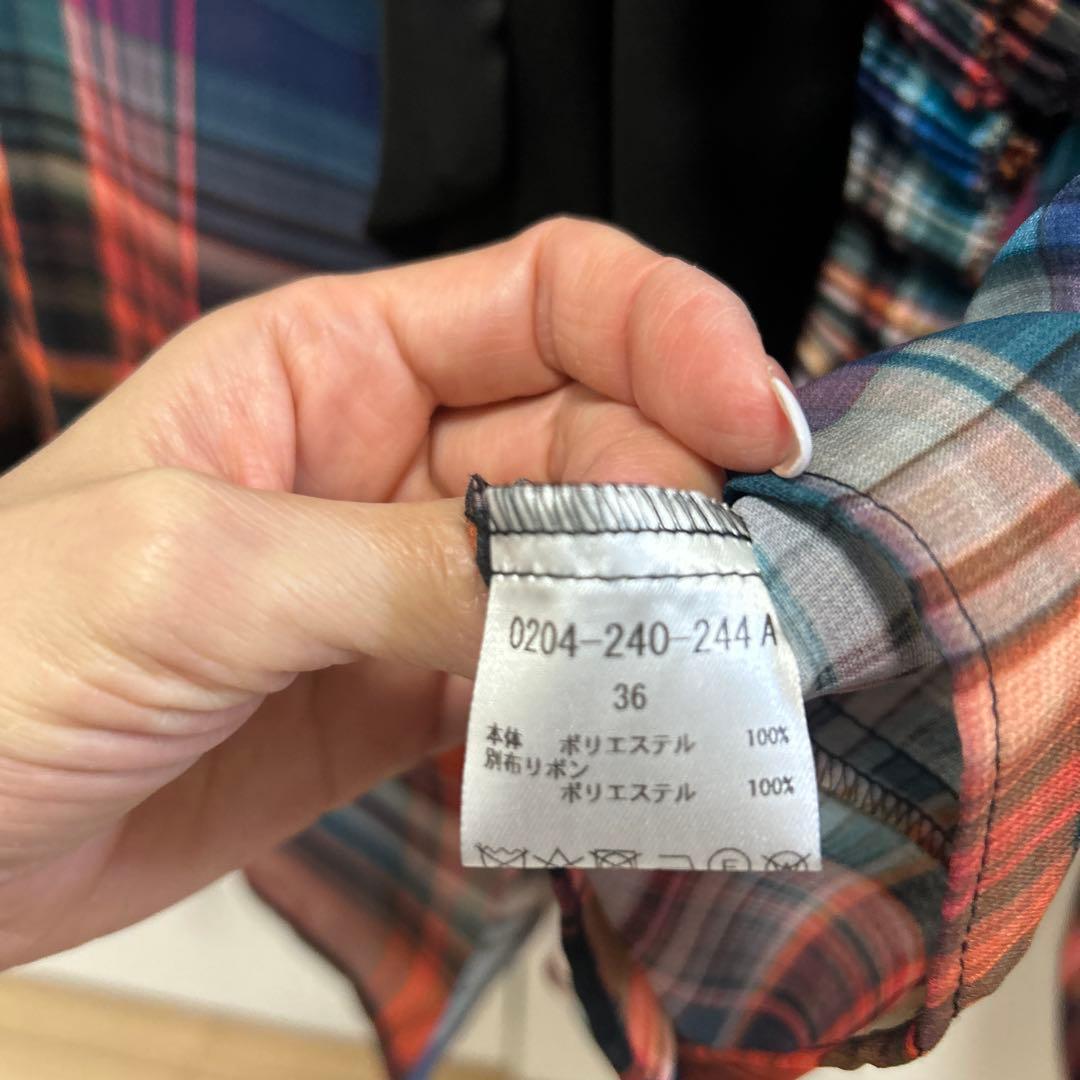 0204-240-244 A
36
本体 ポリエステル 100%
別布リボン
ポリエステル 100%